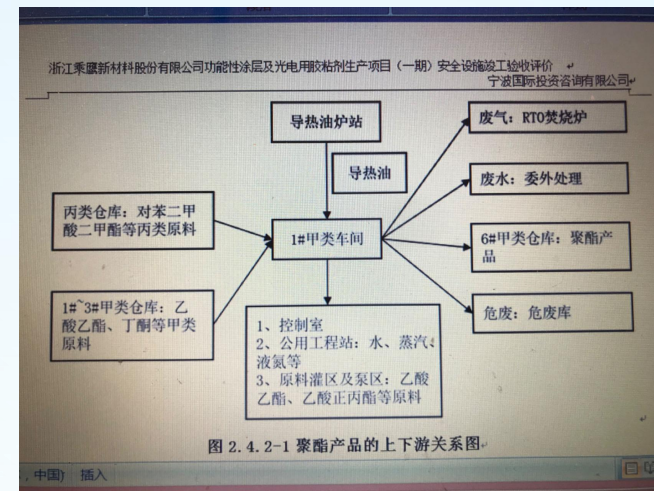 浙江乘鹰新材料股份有限公司功能性涂层及光电用胶粘剂生产项目（一期）安全设施竣工验收评价
宁波国际投资咨询有限公司
导热油炉站
导热油
废气：RTO焚烧炉
废水：委外处理
丙类仓库：对苯二甲
酸二甲酯等丙类原料
1#甲类车间
6#甲类仓库：聚酯产
品
1#~3#甲类仓库：乙
酸乙酯、丁酮等甲类
原料
危废：危废库
1、控制室
2、公用工程站：水、蒸汽、
液氮等
3、原料灌区及泵区：乙酸
乙酯、乙酸正丙酯等原料
图 2.4.2-1 聚酯产品的上下游关系图
, 中国) 插入